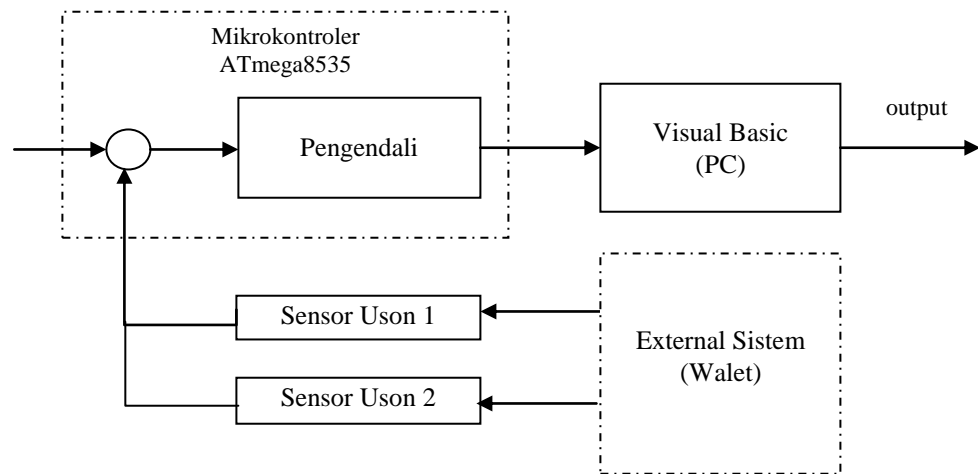 Mikrokontroler
ATmega8535
Pengendali
Visual Basic
(PC)
output
Sensor Uson 1
Sensor Uson 2
External Sistem
(Walet)